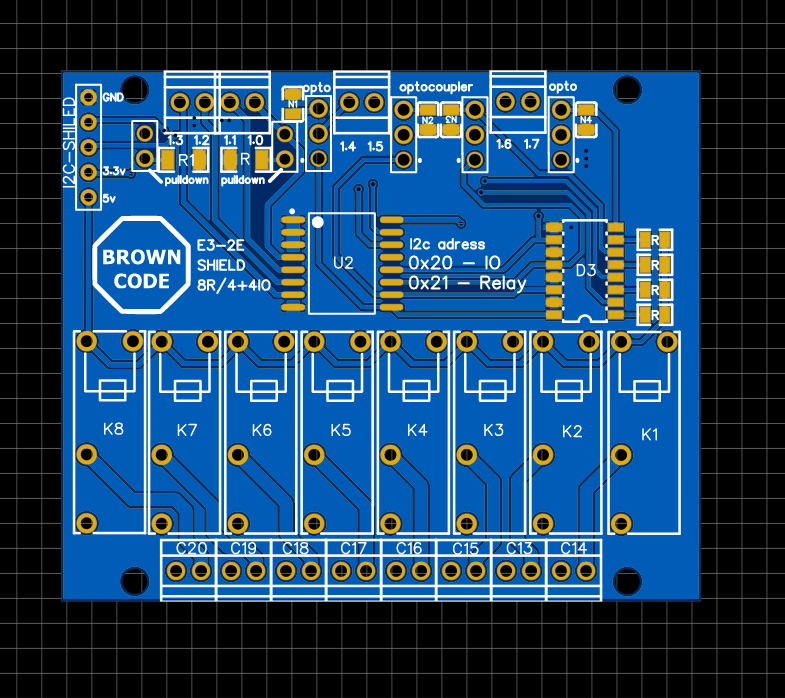 optocoupler
opto
opto
I2C-SHILED
GND
3.3v
5v
N1
N2
N3
N4
1.3 1.2 1.1 1.0
1.4 1.5
1.6 1.7
R1
R
pulldown
pulldown
BROWN
CODE
E3-2E
SHIELD
8R/4+4IO
U2
I2c adress
0x20 - IO
0x21 - Relay
D3
R
R
R
R
K8 K7 K6 K5 K4 K3 K2 K1
C20 C19 C18 C17 C16 C15 C13 C14